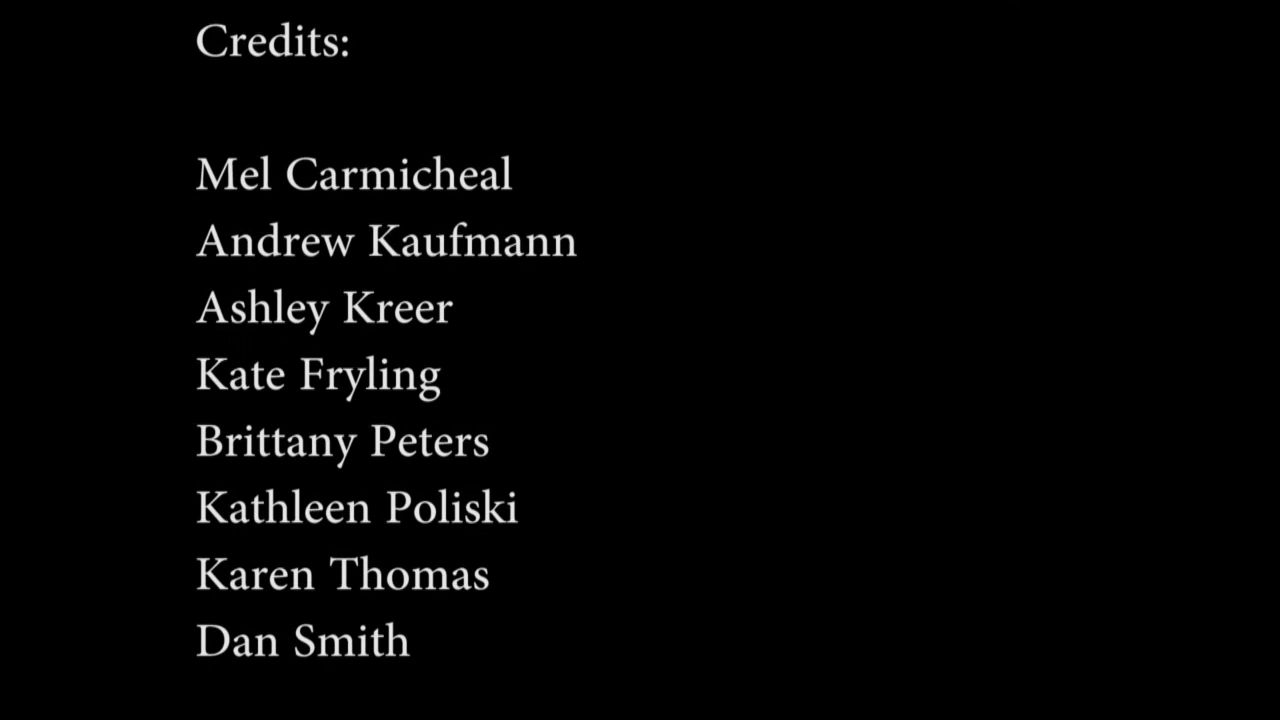 Credits:
Mel Carmicheal
Andrew Kaufmann
Ashley Kreer
Kate Fryling
Brittany Peters
Kathleen Poliski
Karen Thomas
Dan Smith